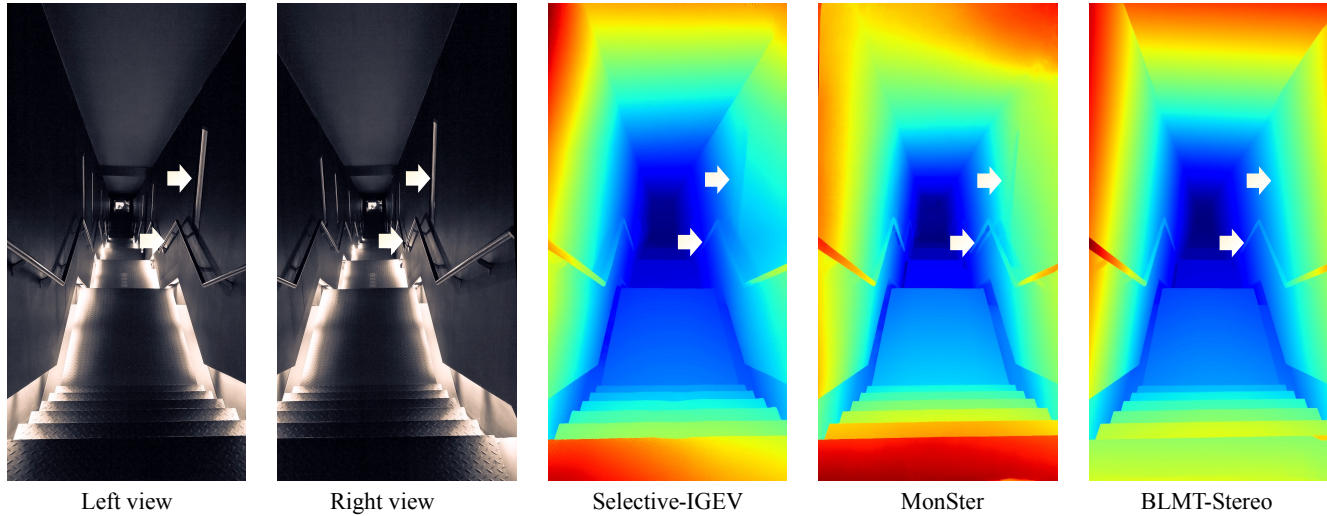 Left view
Right view
Selective-IGEV
MonSter
BLMT-Stereo